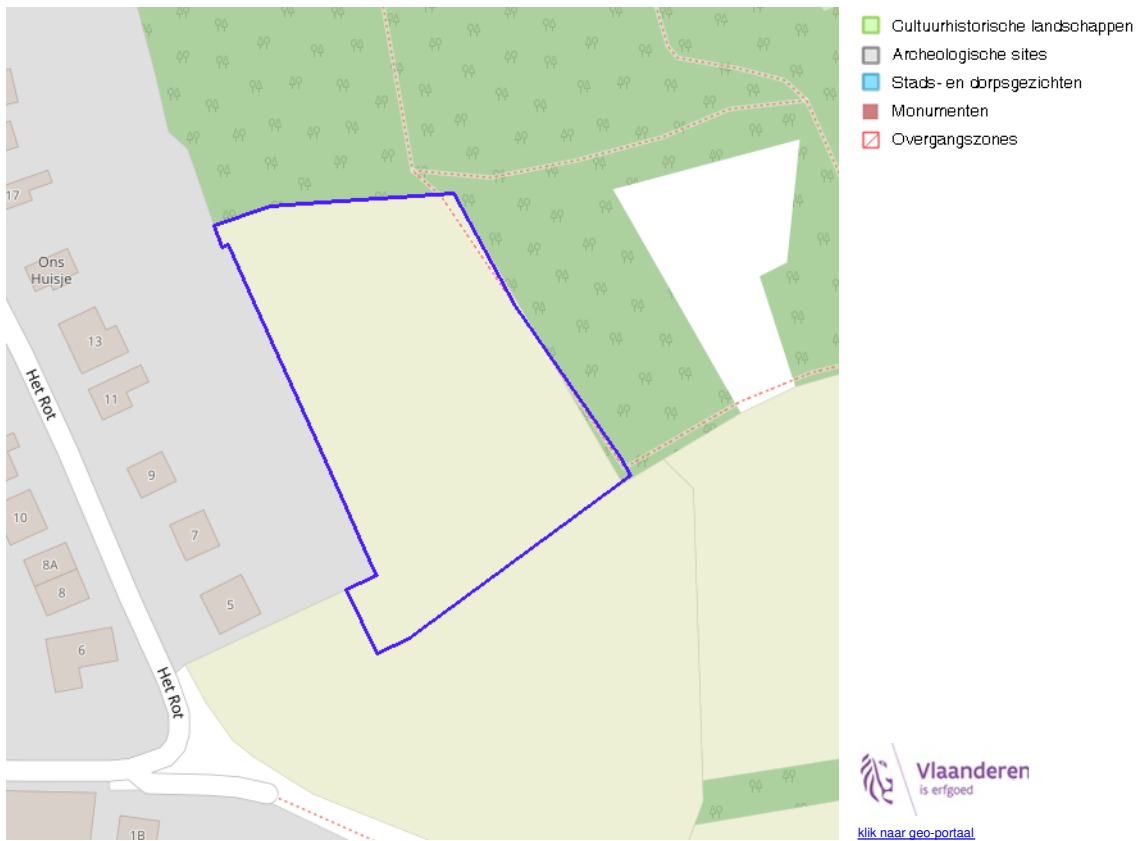 17
Ons
Huisje
13
11
Het Rot
9
10
7
8A
8
5
6
Het Rot
1B
Cultuurhistorische landschappen
Archeologische sites
Stads- en dorpsgezichten
Monumenten
Overgangszones
Vlaanderen
is erfgoed
klik naar geo-portaal